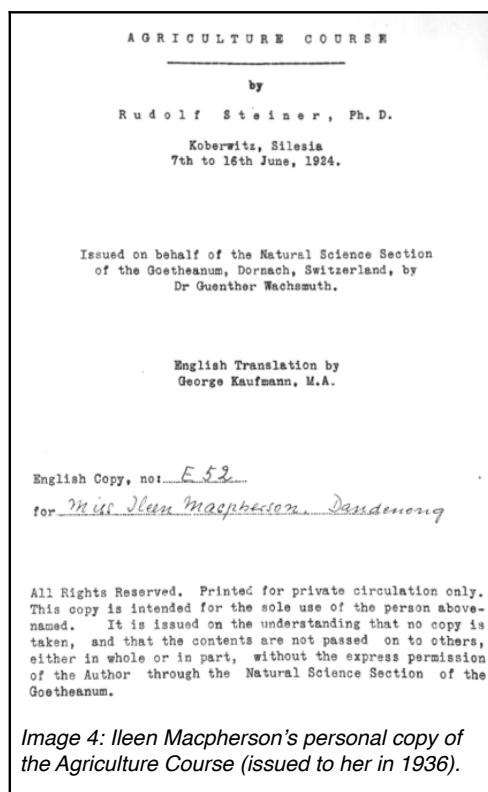 AGRICULTURE COURSE
by
Rudolf Steiner, Ph. D.
Koberwitz, Silesia
7th to 16th June, 1924.
Issued on behalf of the Natural Science Section
of the Goetheanum, Dornach, Switzerland, by
Dr Guenther Wachsmuth.
English Translation by
George Kaufmann, M.A.
English Copy, no: E 52
for Miss Ileen Macpherson. Dandenong
All Rights Reserved. Printed for private circulation only.
This copy is intended for the sole use of the person above-
named. It is issued on the understanding that no copy is
taken, and that the contents are not passed on to others,
either in whole or in part, without the express permission
of the Author through the Natural Science Section of the
Goetheanum.
Image 4: Ileen Macpherson's personal copy of
the Agriculture Course (issued to her in 1936).